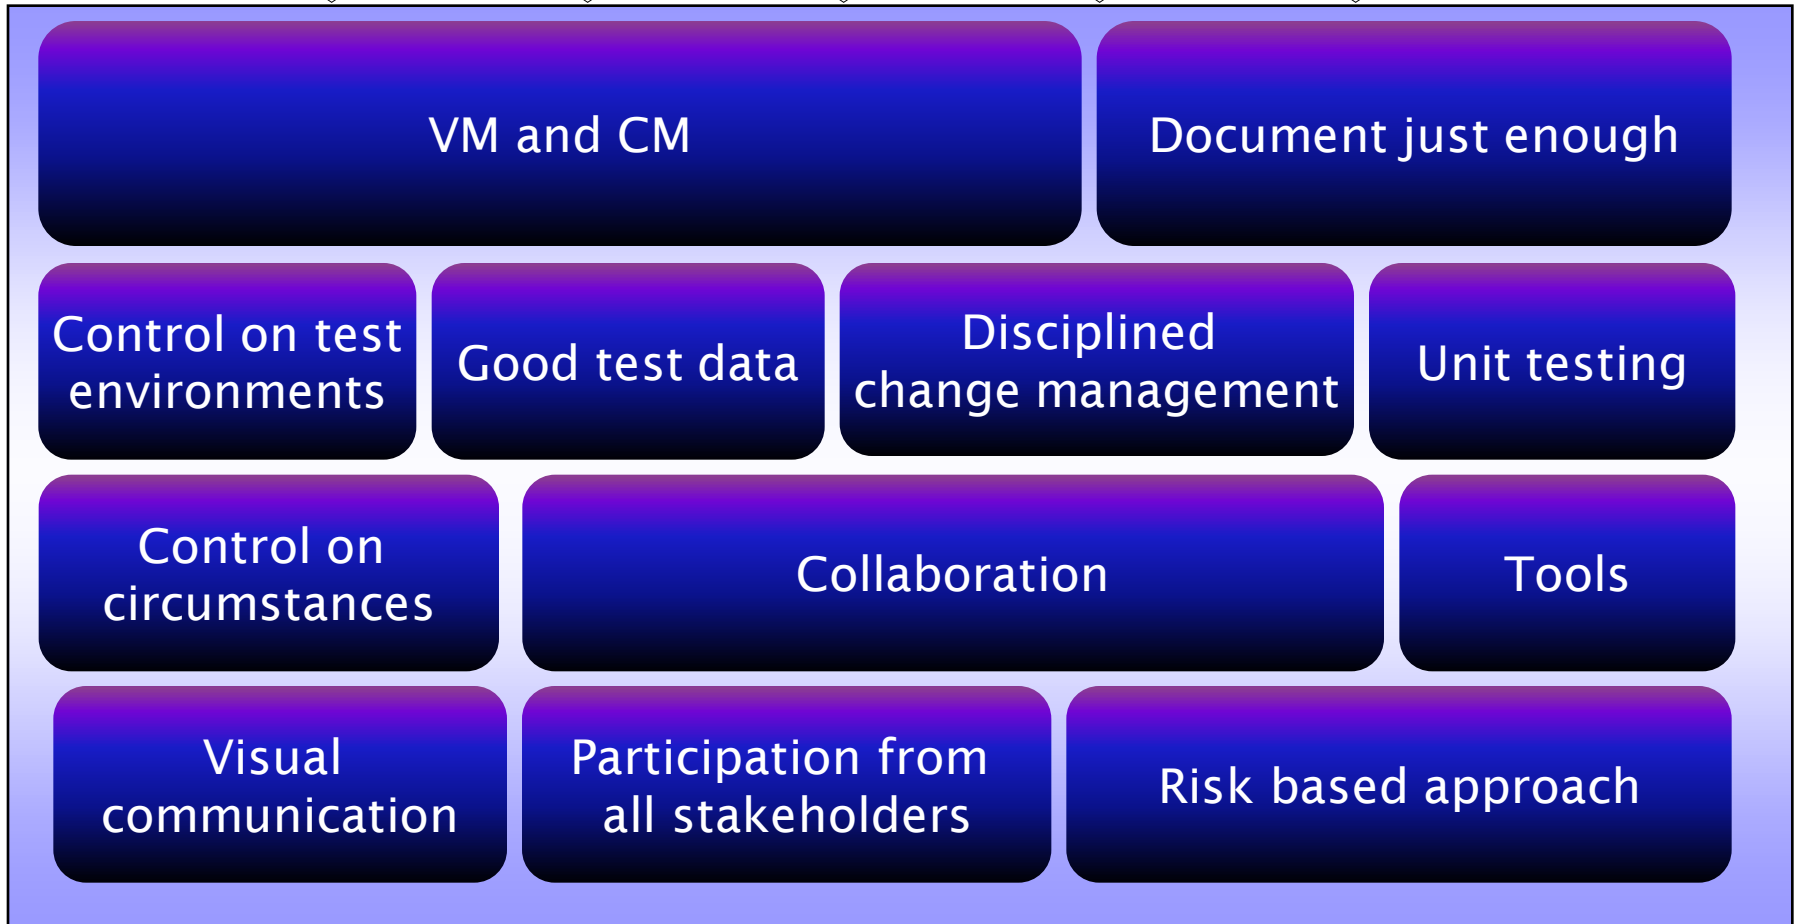 VM and CM
Document just enough
Control on test
environments
Good test data
Disciplined
change management
Unit testing
Control on
circumstances
Collaboration
Tools
Visual
communication
Participation from
all stakeholders
Risk based approach